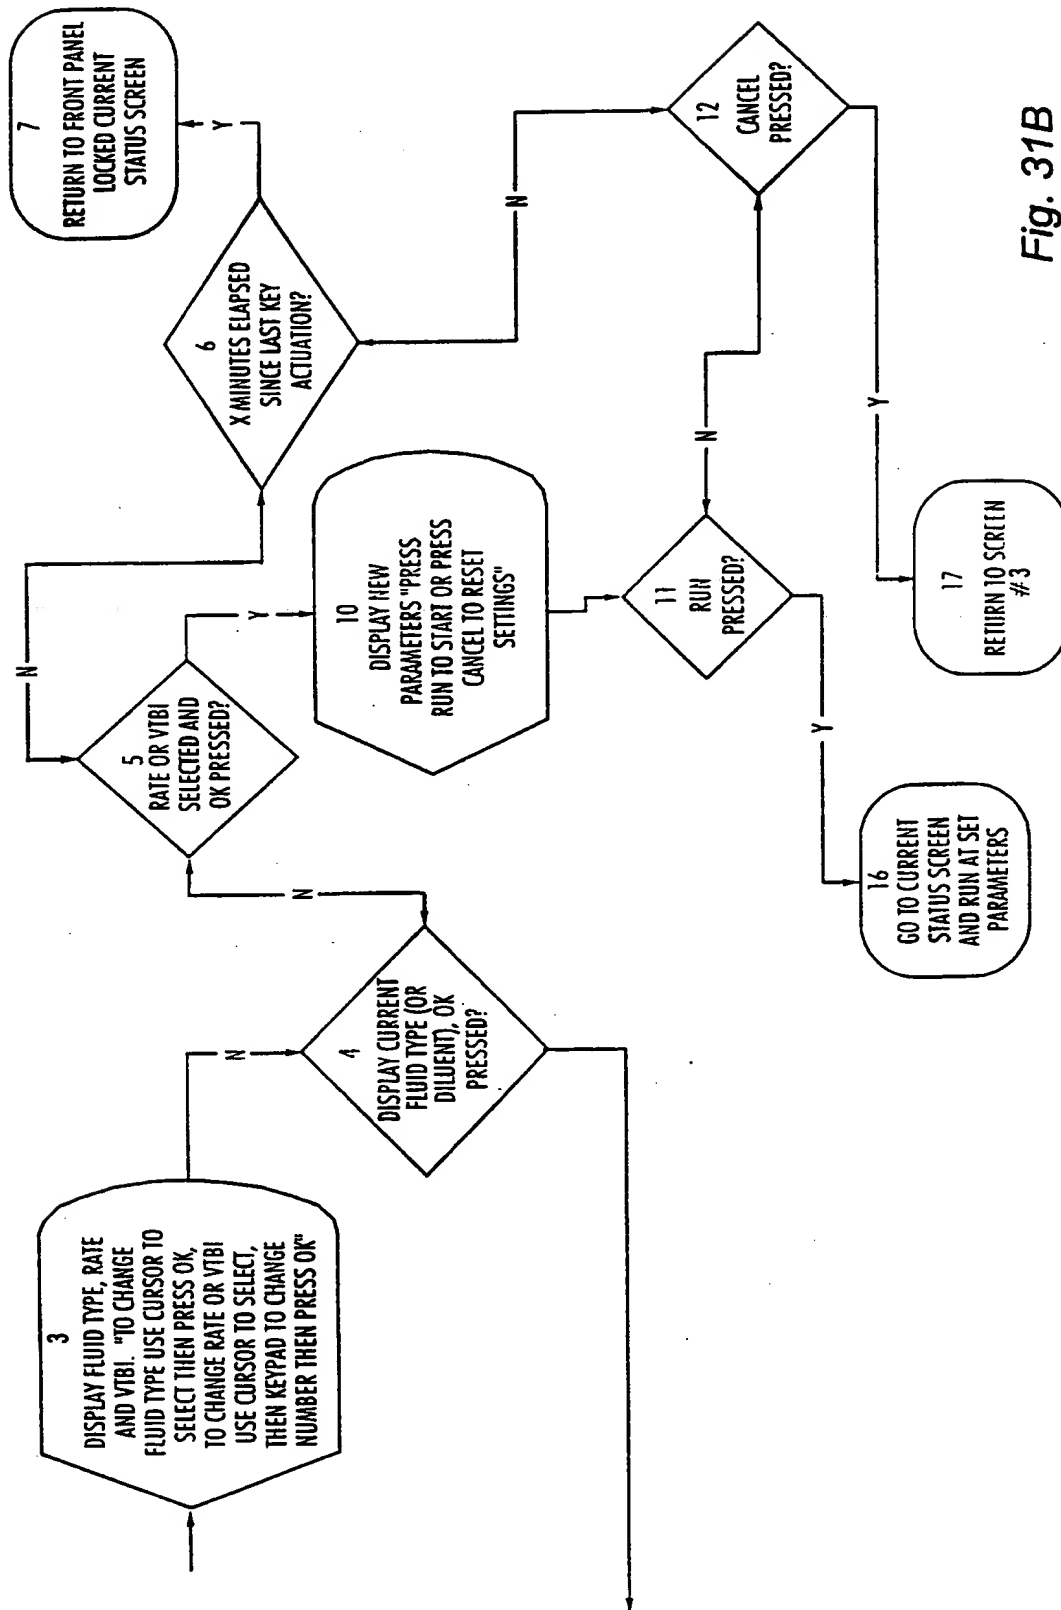 3
DISPLAY FLUID TYPE, RATE
AND VTBI. "TO CHANGE
FLUID TYPE USE CURSOR TO
SELECT THEN PRESS OK,
TO CHANGE RATE OR VTBI
USE CURSOR TO SELECT,
THEN KEYPAD TO CHANGE
NUMBER THEN PRESS OK"
N
4
DISPLAY CURRENT
FLUID TYPE (OR
DILUENT), OK
PRESSED?
N
5
RATE OR VTBI
SELECTED AND
OK PRESSED?
N
Y
6
X MINUTES ELAPSED
SINCE LAST KEY
ACTUATION?
Y
7
RETURN TO FRONT PANEL
LOCKED CURRENT
STATUS SCREEN
N
10
DISPLAY NEW
PARAMETERS "PRESS
RUN TO START OR PRESS
CANCEL TO RESET
SETTINGS"
11
RUN
PRESSED?
N
Y
12
CANCEL
PRESSED?
Y
16
GO TO CURRENT
STATUS SCREEN
AND RUN AT SET
PARAMETERS
17
RETURN TO SCREEN
#3
Fig. 31B